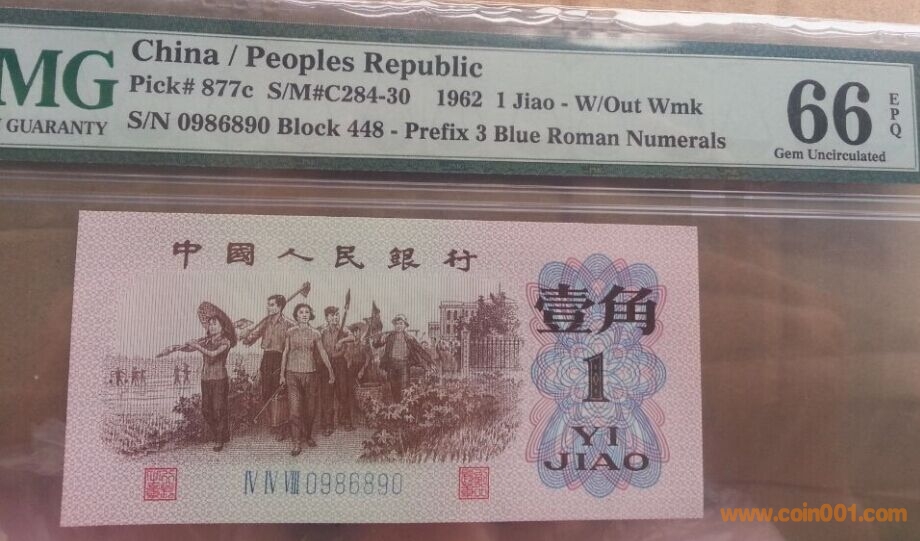 MG
GUARANTY
China / Peoples Republic
Pick# 877c S/M#C284-30 1962 1 Jiao - W/Out Wmk
S/N 0986890 Block 448 - Prefix 3 Blue Roman Numerals
66
EPQ
Gem Uncirculated
中國人民銀行
壹角
1
YI
JIAO
IV IV VIII 0986890
www.coin001.com